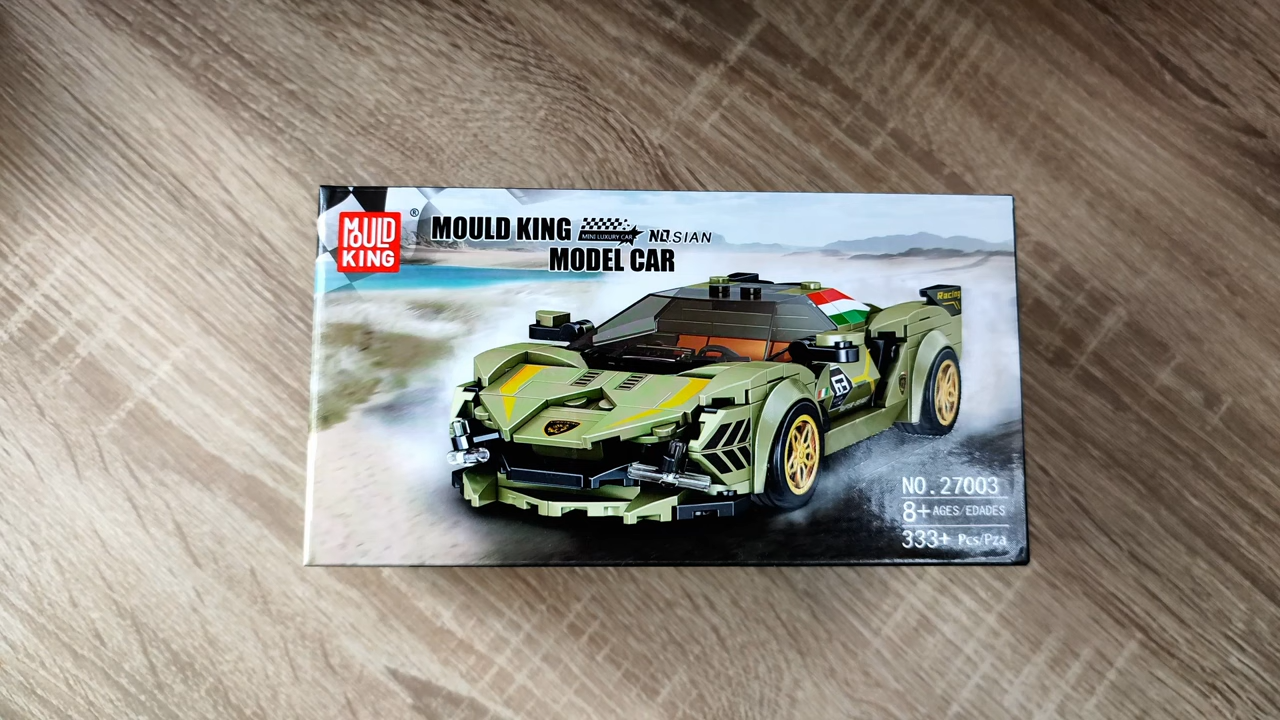 MOULD
KING
®
MOULD KING
MINI LUXURY CAR
NO.SIAN
MODEL CAR
Racing
63
NO.27003
8+ AGES/EDADES
333+ Pcs/Pza